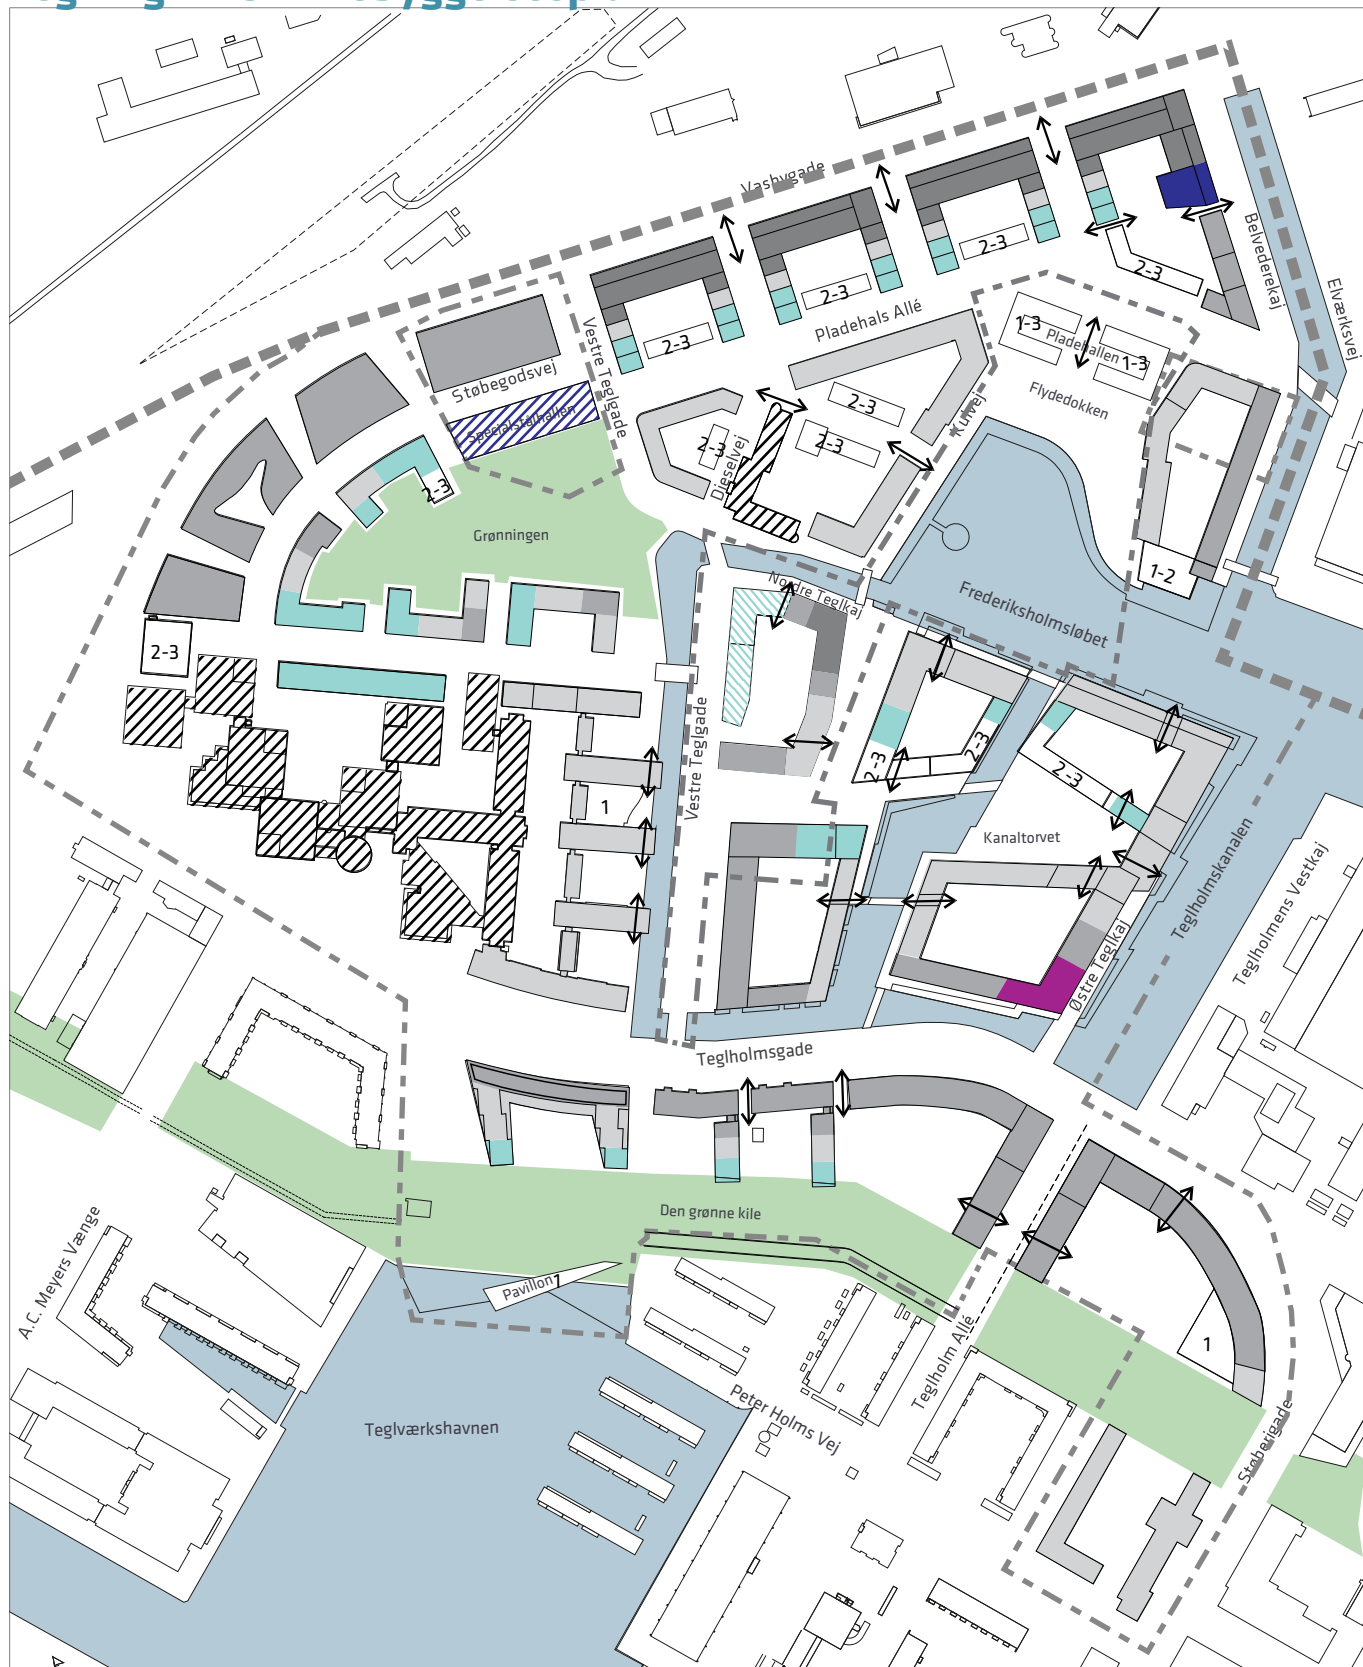 Vasbygade
Belvederekaj
Elværksvej
2-3
2-3
2-3
2-3
Pladehals Allé
1-3
Pladehallen
1-3
Vestre Teglgade
Støbegodsvej
Specialstålhallen
Flydedokken
Kulvej
2-3
2-3
2-3
Dieselvej
2-3
Grønningen
1-2
Nordre Teglkaj
Frederiksholmsløbet
2-3
Vestre Teglgade
2-3
2-3
2-3
1
Kanaltorvet
Teglholmskanalen
Teglholmens Vestkaj
Østre Teglkaj
Teglholmsgade
Den grønne kile
A.C. Meyers Vænge
Pavillon
1
Teglholm Allé
1
Peter Holms Vej
Teglværkshavnen
Støberigade